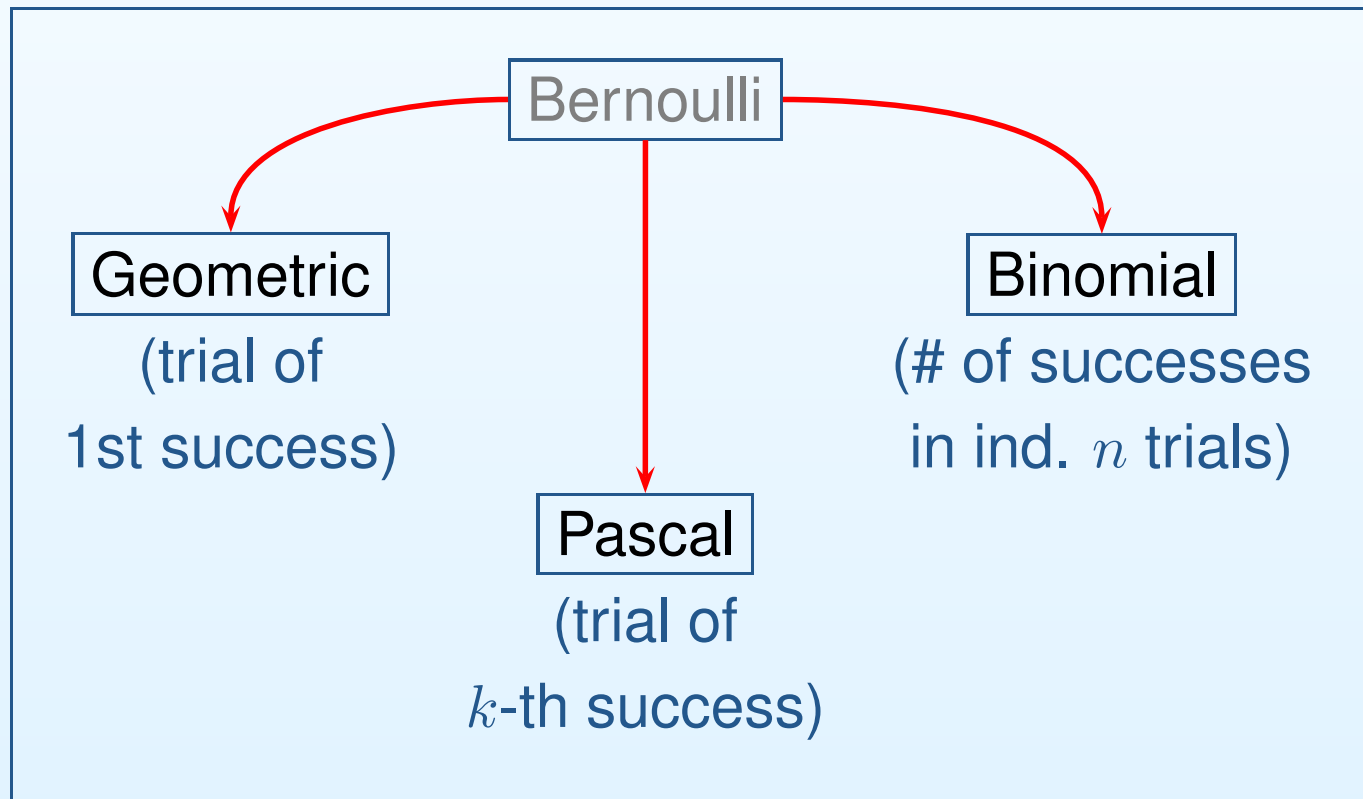 Bernoulli
Geometric
(trial of
1st success)
Binomial
(# of successes
in ind. n trials)
Pascal
(trial of
k-th success)